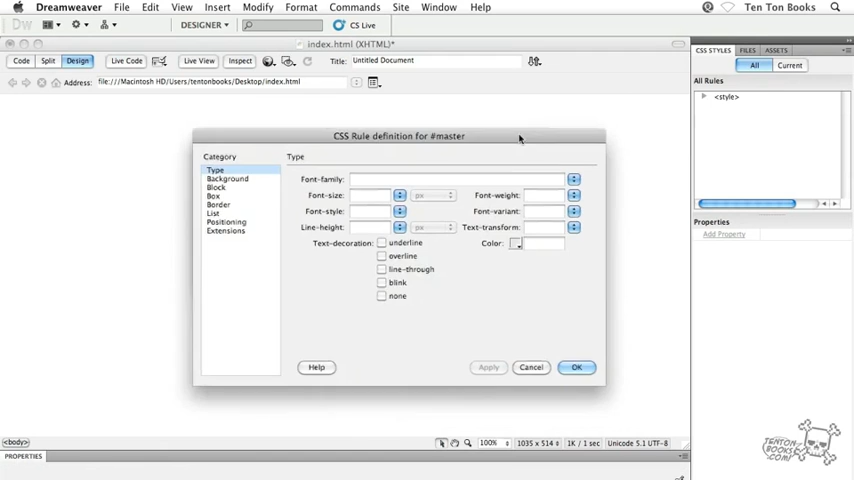 Dreamweaver File Edit View Insert Modify Format Commands Site Window Help Ten Ton Books
Dw DESIGNER CS Live
index.html (XHTML)*
Code Split Design Live Code Live View Inspect Title: Untitled Document
Address: file:///Macintosh HD/Users/tentonbooks/Desktop/index.html
CSS STYLES FILES ASSETS
All Current
All Rules
<style>
CSS Rule definition for #master
Category Type
Type
Background
Block
Box
Border
List
Positioning
Extensions
Font-family:
Font-size: px Font-weight:
Font-style: Font-variant:
Line-height: px Text-transform:
Text-decoration: underline Color:
overline
line-through
blink
none
Help Apply Cancel OK
Properties
Add Property
<body> 100% 1035 x 514 1K / 1 sec Unicode 5.1 (UTF-8)
PROPERTIES
TENTON
BOOKS
.COM/